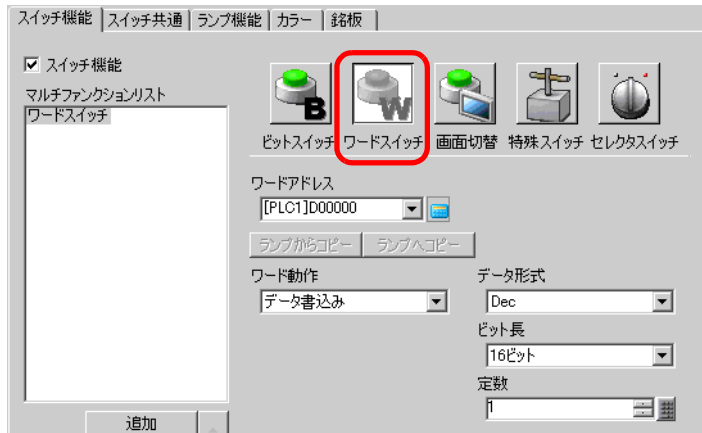 スイッチ機能 スイッチ共通 ランプ機能 カラー 銘板
スイッチ機能
マルチファンクションリスト
ワードスイッチ
B
W
ビットスイッチ ワードスイッチ 画面切替 特殊スイッチ セレクタスイッチ
ワードアドレス
[PLC1]D00000
ランプからコピー ランプへコピー
ワード動作 データ形式
データ書込み Dec
ビット長
16ビット
定数
1
追加